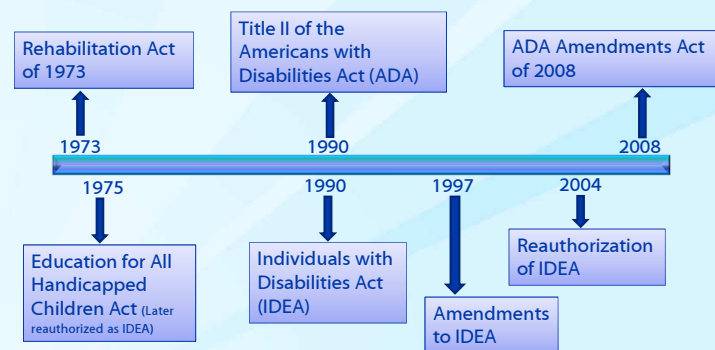 Rehabilitation Act
of 1973
Title II of the
Americans with
Disabilities Act (ADA)
ADA Amendments Act
of 2008
1973
1990
2008
1975
1990
1997
2004
Education for All
Handicapped
Children Act (Later
reauthorized as IDEA)
Individuals with
Disabilities Act
(IDEA)
Amendments
to IDEA
Reauthorization
of IDEA